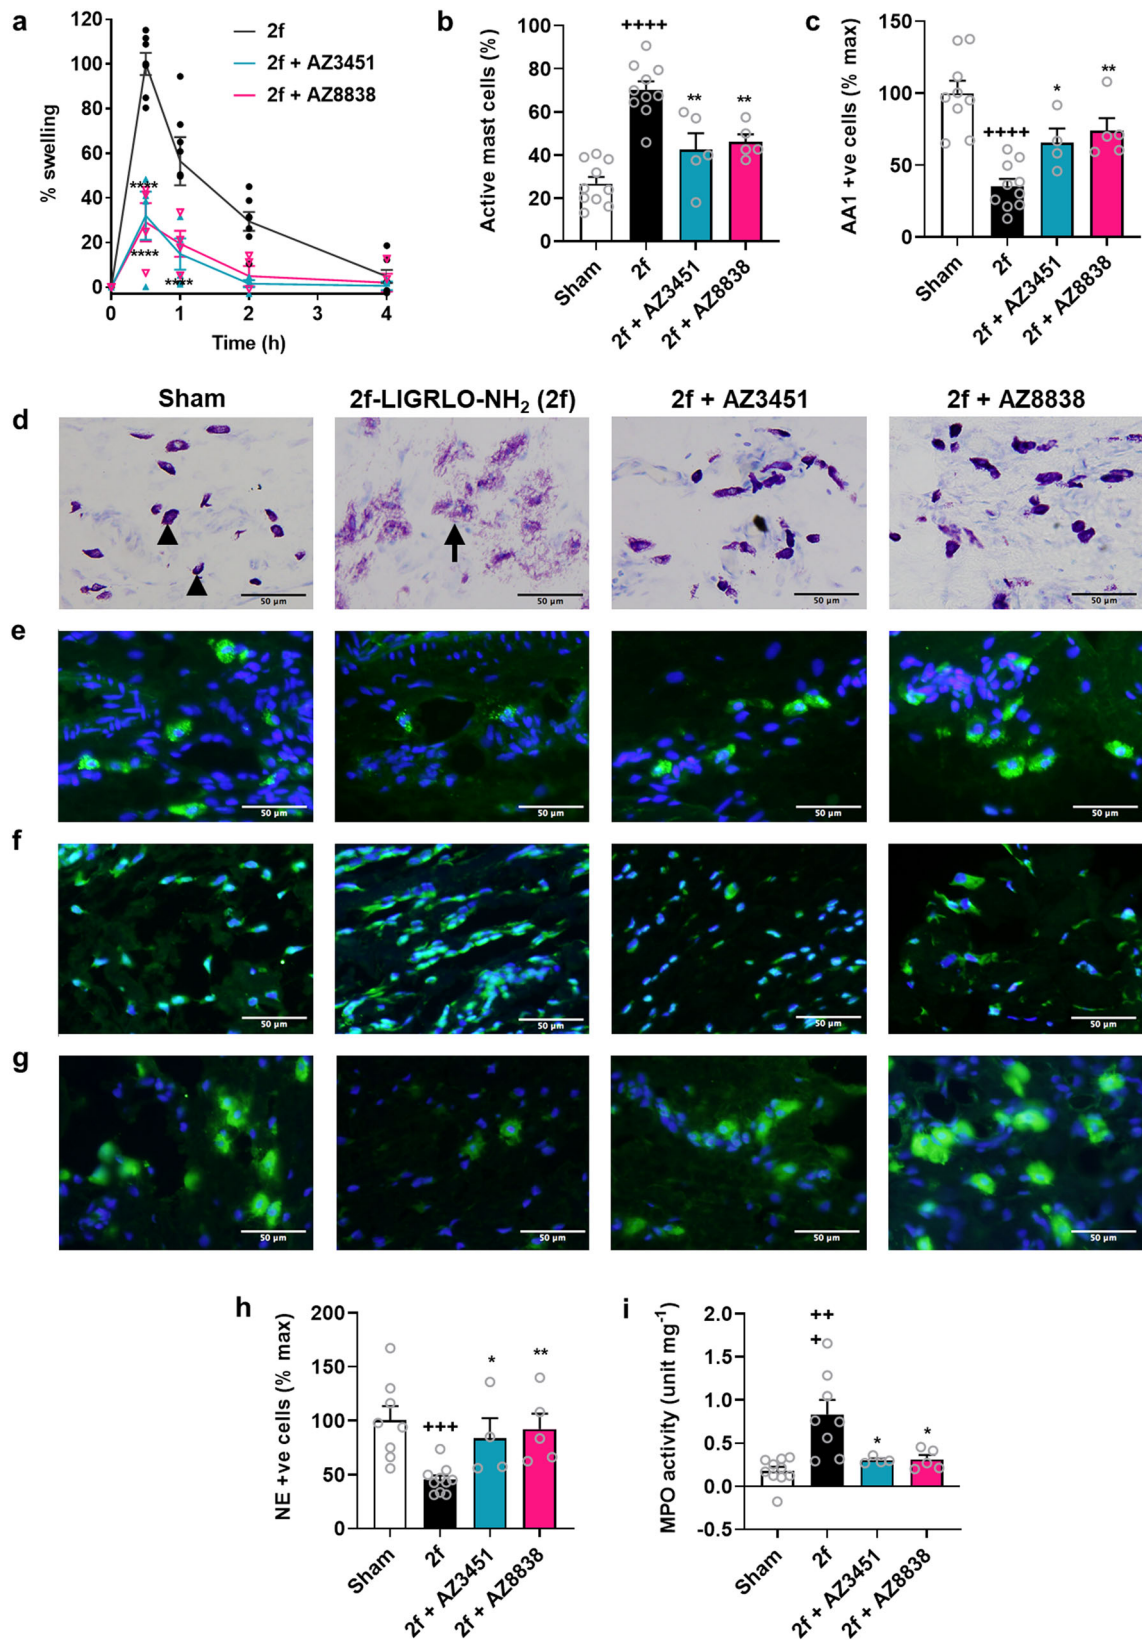 a
% swelling
120
100
80
60
40
20
0
2f
2f + AZ3451
2f + AZ8838
****
****
****
0
1
2
3
4
Time (h)
b
Active mast cells (%)
100
80
60
40
20
0
++++
**
**
Sham
2f
2f + AZ3451
2f + AZ8838
c
AA1 +ve cells (% max)
150
100
50
0
++++
*
**
Sham
2f
2f + AZ3451
2f + AZ8838
Sham
2f-LIGRLO-NH₂ (2f)
2f + AZ3451
2f + AZ8838
d
50 µm
50 µm
50 µm
50 µm
e
50 µm
50 µm
50 µm
50 µm
f
50 µm
50 µm
50 µm
50 µm
g
50 µm
50 µm
50 µm
50 µm
h
NE +ve cells (% max)
200
150
100
50
0
+++
*
**
Sham
2f
2f + AZ3451
2f + AZ8838
i
MPO activity (unit mg⁻¹)
2.0
1.5
1.0
0.5
0.0
-0.5
++
+
*
*
Sham
2f
2f + AZ3451
2f + AZ8838